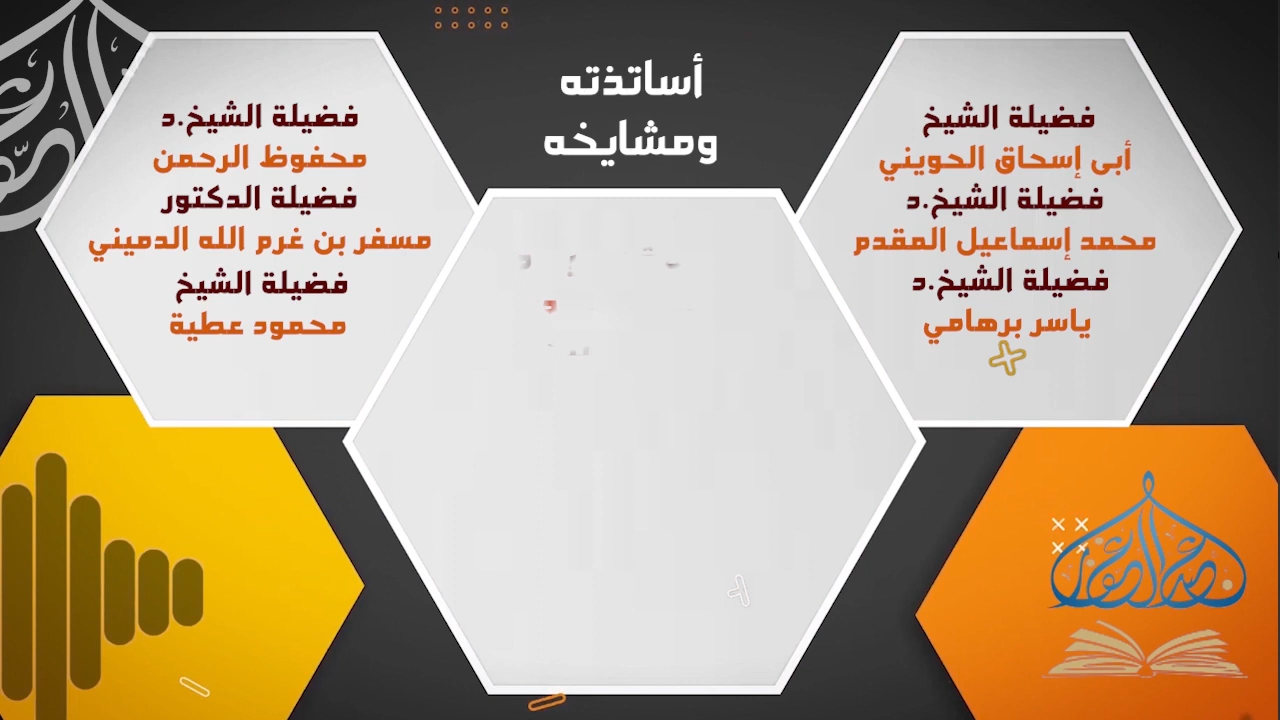 أساتذته
ومشايخه
فضيلة الشيخ
أبى إسحاق الحويني
فضيلة الشيخ.د
محمد إسماعيل المقدم
فضيلة الشيخ.د
ياسر برهامي
فضيلة الشيخ.د
محفوظ الرحمن
فضيلة الدكتور
مسفر بن غرم الله الدميني
فضيلة الشيخ
محمود عطية